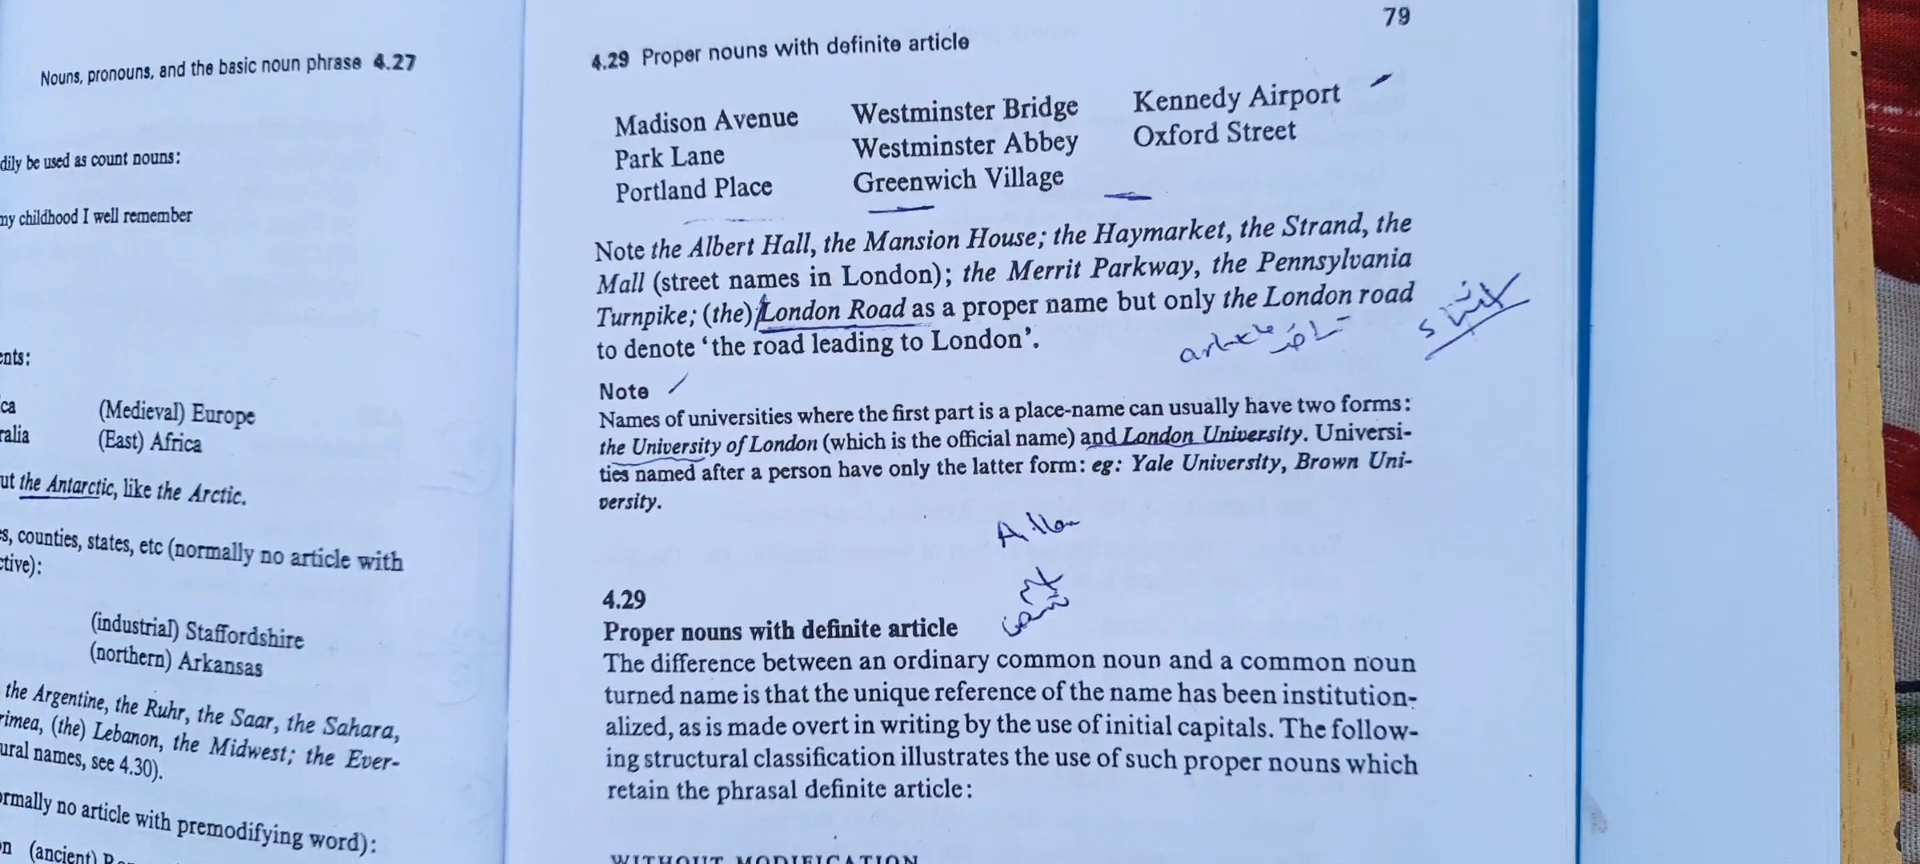 Nouns, pronouns, and the basic noun phrase 4.27
dily be used as count nouns:
my childhood I well remember
ents:
ca (Medieval) Europe
ralia (East) Africa
ut the Antarctic, like the Arctic.
s, counties, states, etc (normally no article with
ctive):
(industrial) Staffordshire
(northern) Arkansas
the Argentine, the Ruhr, the Saar, the Sahara,
rimea, (the) Lebanon, the Midwest; the Ever-
ural names, see 4.30).
ormally no article with premodifying word):
on (ancient)
79
4.29 Proper nouns with definite article
Madison Avenue Westminster Bridge Kennedy Airport
Park Lane Westminster Abbey Oxford Street
Portland Place Greenwich Village
Note the Albert Hall, the Mansion House; the Haymarket, the Strand, the
Mall (street names in London); the Merrit Parkway, the Pennsylvania
Turnpike; (the) London Road as a proper name but only the London road
to denote ‘the road leading to London’.
article
Note
Names of universities where the first part is a place-name can usually have two forms:
the University of London (which is the official name) and London University. Universi-
ties named after a person have only the latter form: eg: Yale University, Brown Uni-
versity.
4.29
Proper nouns with definite article
The difference between an ordinary common noun and a common noun
turned name is that the unique reference of the name has been institution-
alized, as is made overt in writing by the use of initial capitals. The follow-
ing structural classification illustrates the use of such proper nouns which
retain the phrasal definite article:
WITHOUT MODIFICATION